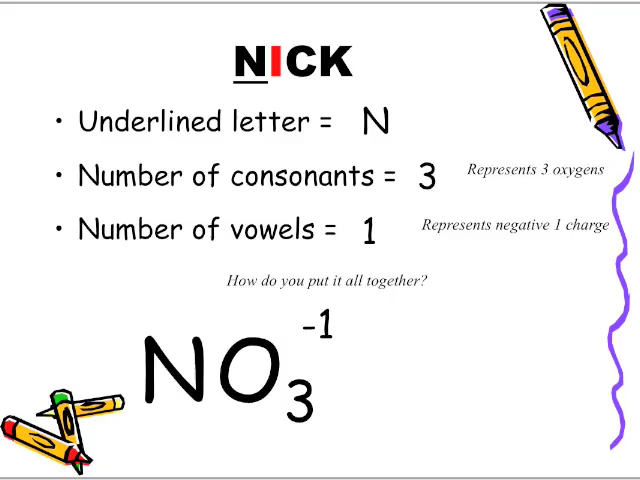 NICK
• Underlined letter = N
• Number of consonants = 3 Represents 3 oxygens
• Number of vowels = 1 Represents negative 1 charge
How do you put it all together?
NO₃⁻¹